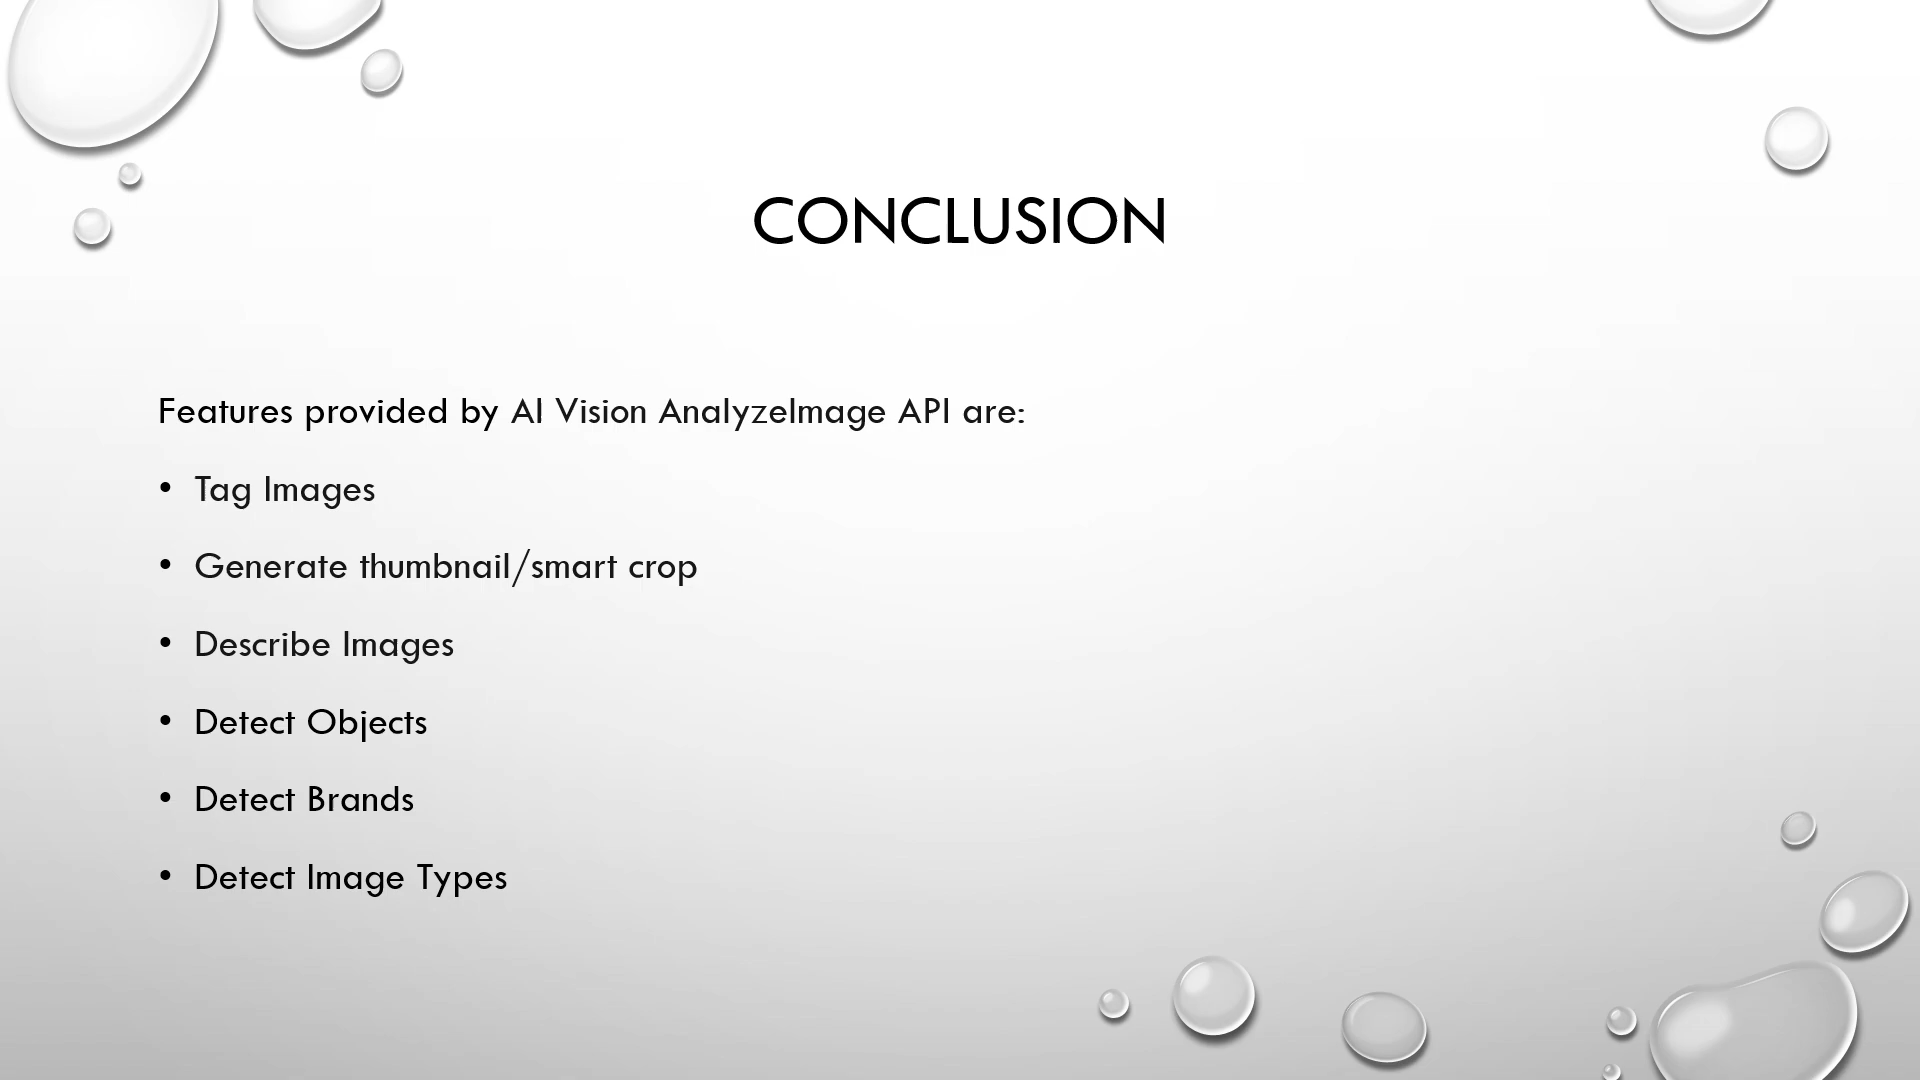 CONCLUSION
Features provided by AI Vision AnalyzeImage API are:
• Tag Images
• Generate thumbnail/smart crop
• Describe Images
• Detect Objects
• Detect Brands
• Detect Image Types